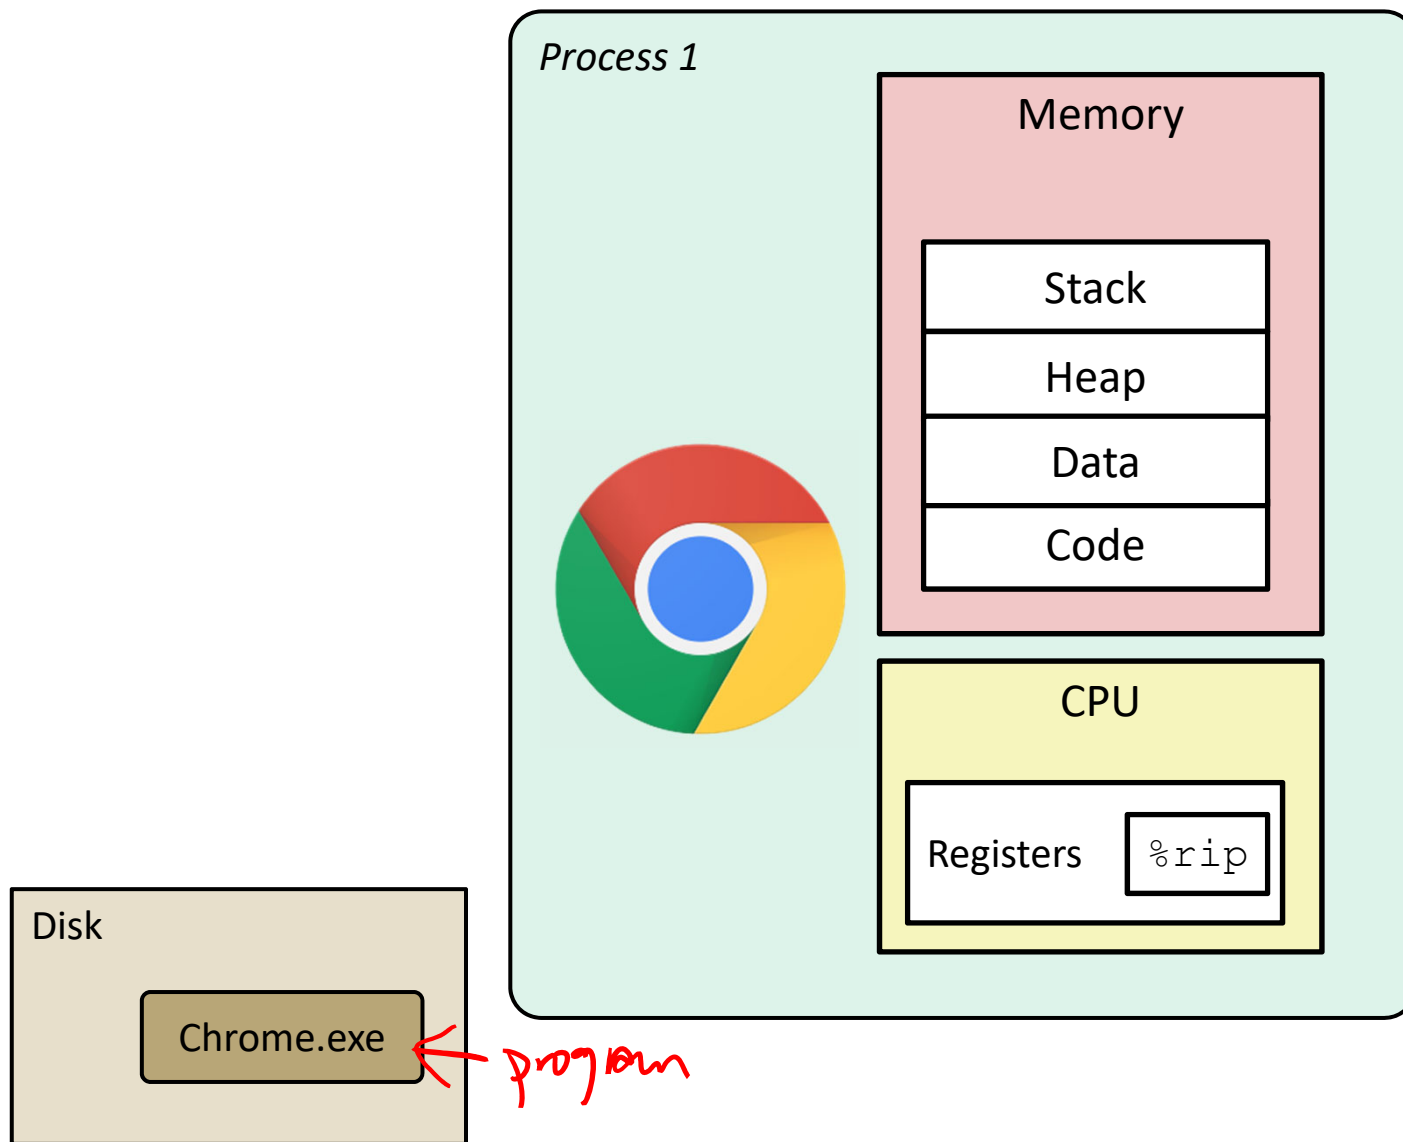 Process 1
Memory
Stack
Heap
Data
Code
CPU
Registers
%rip
Disk
Chrome.exe
program